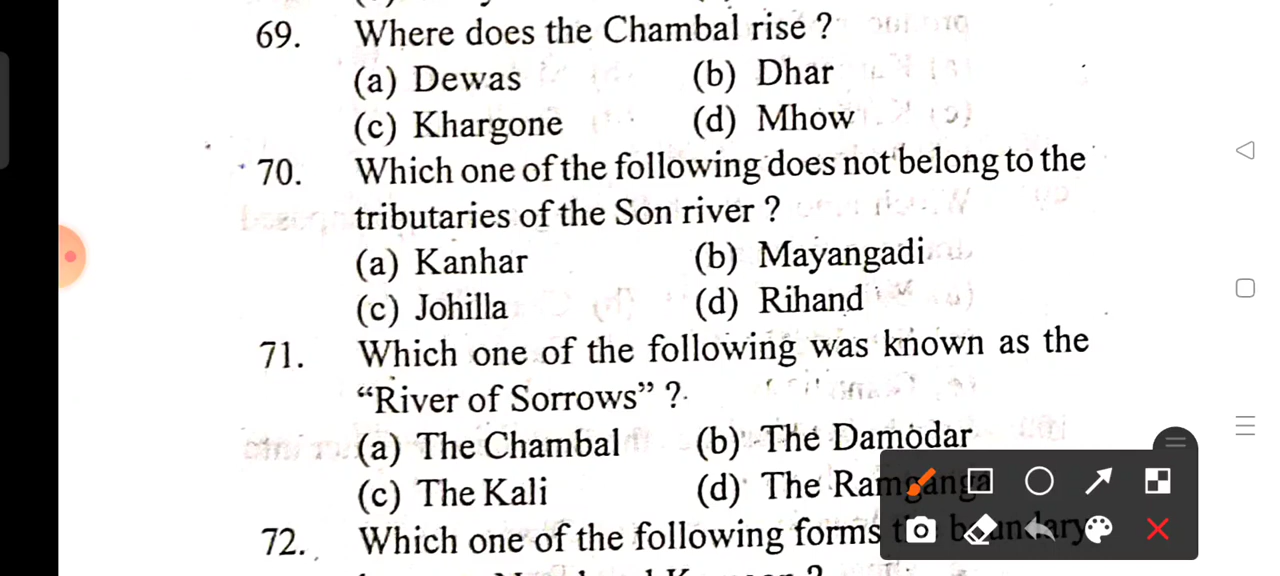 69. Where does the Chambal rise ?
(a) Dewas (b) Dhar
(c) Khargone (d) Mhow
70. Which one of the following does not belong to the
tributaries of the Son river ?
(a) Kanhar (b) Mayangadi
(c) Johilla (d) Rihand
71. Which one of the following was known as the
“River of Sorrows” ?
(a) The Chambal (b) The Damodar
(c) The Kali (d) The Ramganga
72. Which one of the following forms the boundary